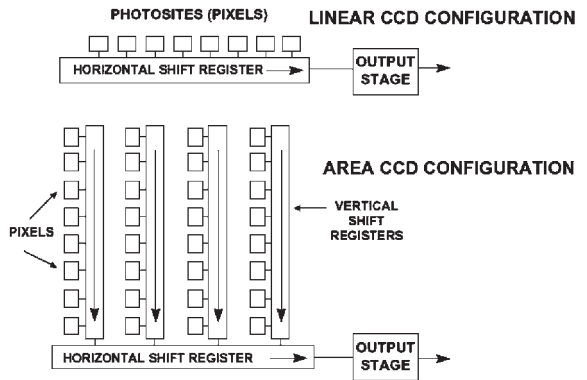 PHOTOSITES (PIXELS)
LINEAR CCD CONFIGURATION
HORIZONTAL SHIFT REGISTER
OUTPUT
STAGE
AREA CCD CONFIGURATION
PIXELS
VERTICAL
SHIFT
REGISTERS
HORIZONTAL SHIFT REGISTER
OUTPUT
STAGE